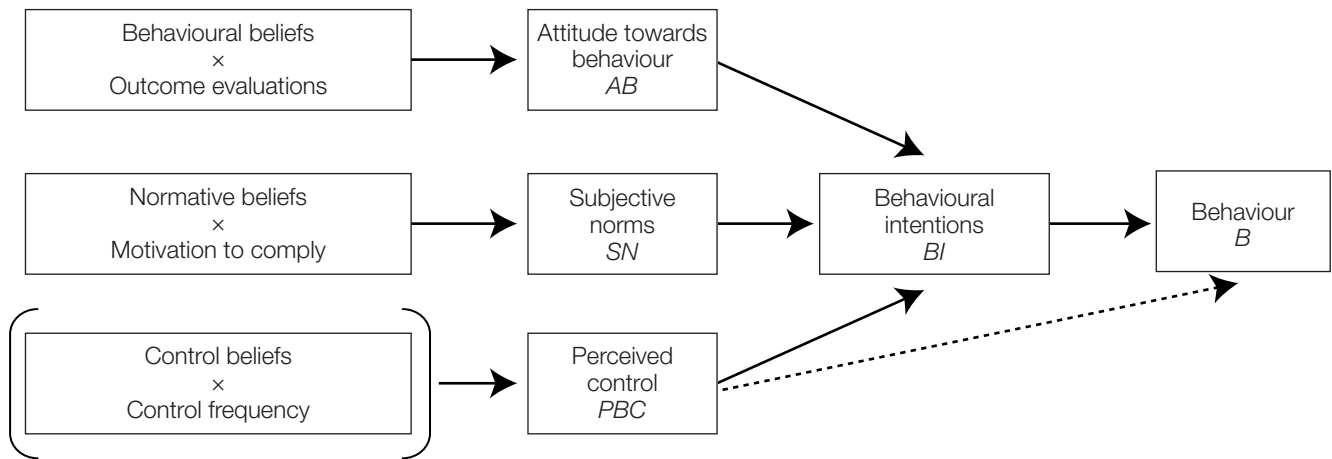 Behavioural beliefs
×
Outcome evaluations
Attitude towards
behaviour
AB
Normative beliefs
×
Motivation to comply
Subjective
norms
SN
Behavioural
intentions
BI
Behaviour
B
Control beliefs
×
Control frequency
Perceived
control
PBC